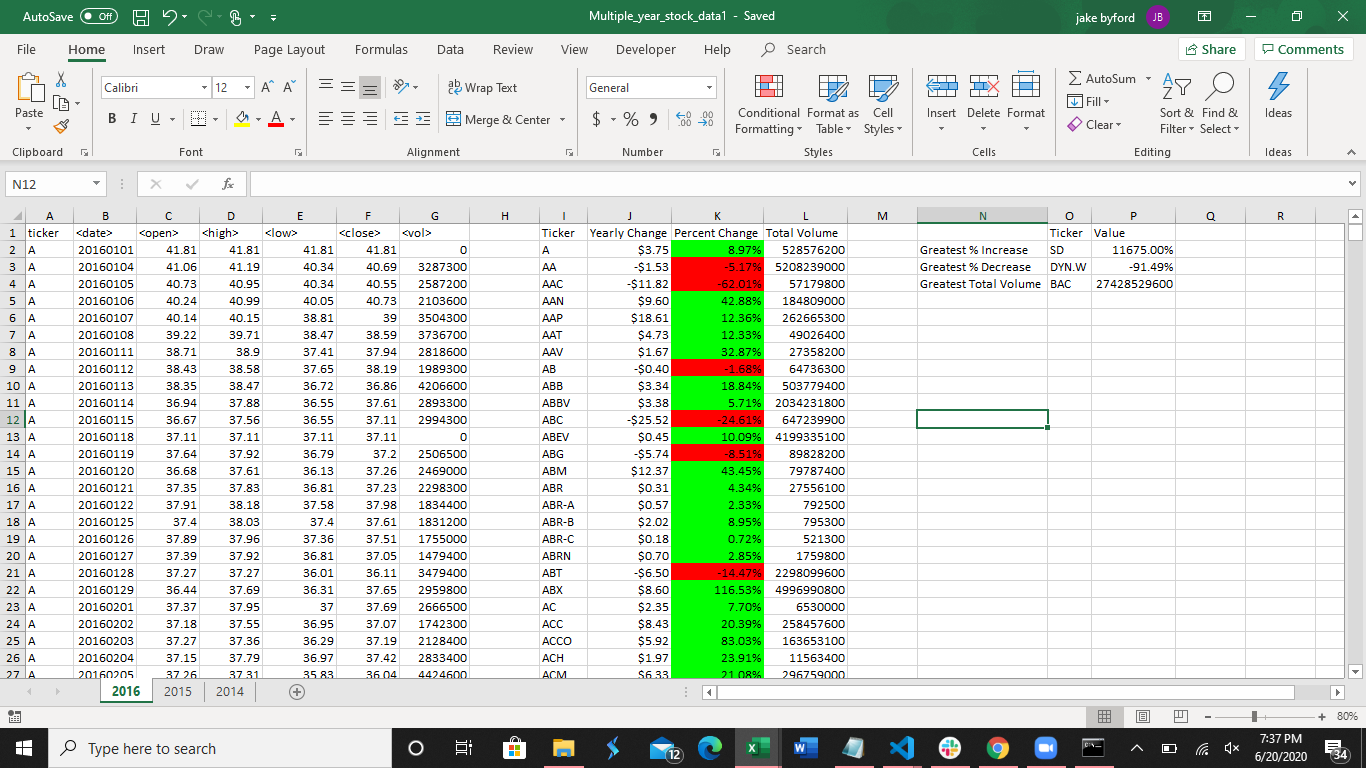 AutoSave Off Multiple_year_stock_data1 - Saved jake byford JB
File Home Insert Draw Page Layout Formulas Data Review View Developer Help Search Share Comments
Paste Calibri 12 A A Wrap Text General Conditional Formatting Format as Table Cell Styles Insert Delete Format AutoSum Sort & Filter Find & Select Ideas
B I U A Merge & Center $ % Fill Clear
Clipboard Font Alignment Number Styles Cells Editing Ideas
N12 fx
A B C D E F G H I J K L M N O P Q R
1 ticker <date> <open> <high> <low> <close> <vol> Ticker Yearly Change Percent Change Total Volume Ticker Value
2 A 20160101 41.81 41.81 41.81 41.81 0 A $3.75 8.97% 528576200 Greatest % Increase SD 11675.00%
3 A 20160104 41.06 41.19 40.34 40.69 3287300 AA -$1.53 -5.17% 5208239000 Greatest % Decrease DYN.W -91.49%
4 A 20160105 40.73 40.95 40.34 40.55 2587200 AAC -$11.82 -62.01% 57179800 Greatest Total Volume BAC 27428529600
5 A 20160106 40.24 40.99 40.05 40.73 2103600 AAN $9.60 42.88% 184809000
6 A 20160107 40.14 40.15 38.81 39 3504300 AAP $18.61 12.36% 262665300
7 A 20160108 39.22 39.71 38.47 38.59 3736700 AAT $4.73 12.33% 49026400
8 A 20160111 38.71 38.9 37.41 37.94 2818600 AAV $1.67 32.87% 27358200
9 A 20160112 38.43 38.58 37.65 38.19 1989300 AB -$0.40 -1.68% 64736300
10 A 20160113 38.35 38.47 36.72 36.86 4206600 ABB $3.34 18.84% 503779400
11 A 20160114 36.94 37.88 36.55 37.61 2893300 ABBV $3.38 5.71% 2034231800
12 A 20160115 36.67 37.56 36.55 37.11 2994300 ABC -$25.52 -24.61% 647239900
13 A 20160118 37.11 37.11 37.11 37.11 0 ABEV $0.45 10.09% 4199335100
14 A 20160119 37.64 37.92 36.79 37.2 2506500 ABG -$5.74 -8.51% 89828200
15 A 20160120 36.68 37.61 36.13 37.26 2469000 ABM $12.37 43.45% 79787400
16 A 20160121 37.35 37.83 36.81 37.23 2298300 ABR $0.31 4.34% 27556100
17 A 20160122 37.91 38.18 37.58 37.98 1834400 ABR-A $0.57 2.33% 792500
18 A 20160125 37.4 38.03 37.4 37.61 1831200 ABR-B $2.02 8.95% 795300
19 A 20160126 37.89 37.96 37.36 37.51 1755000 ABR-C $0.18 0.72% 521300
20 A 20160127 37.39 37.92 36.81 37.05 1479400 ABRN $0.70 2.85% 1759800
21 A 20160128 37.27 37.27 36.01 36.11 3479400 ABT -$6.50 -14.47% 2298099600
22 A 20160129 36.44 37.69 36.31 37.65 2959800 ABX $8.60 116.53% 4996990800
23 A 20160201 37.37 37.95 37 37.69 2666500 AC $2.35 7.70% 6530000
24 A 20160202 37.18 37.55 36.95 37.07 1742300 ACC $8.43 20.39% 258457600
25 A 20160203 37.27 37.36 36.29 37.19 2128400 ACCO $5.92 83.03% 163653100
26 A 20160204 37.15 37.79 36.97 37.42 2833400 ACH $1.97 23.91% 11563400
27 A 20160205 37.26 37.31 35.83 36.04 4424600 ACM $6.33 21.08% 296759000
2016 2015 2014
80%
Type here to search 12 7:37 PM
6/20/2020 34